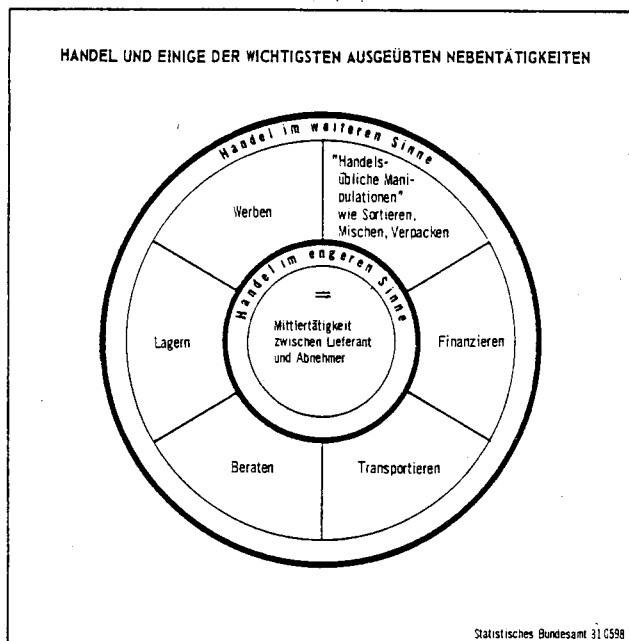 HANDEL UND EINIGE DER WICHTIGSTEN AUSGEÜBTEN NEBENTÄTIGKEITEN
Handel im weiteren Sinne
"Handels-
übliche Mani-
pulationen"
wie Sortieren,
Mischen, Verpacken
Werben
Handel im engeren Sinne
=
Mittlertätigkeit
zwischen Lieferant
und Abnehmer
Lagern
Finanzieren
Beraten
Transportieren
Statistisches Bundesamt 31 0598